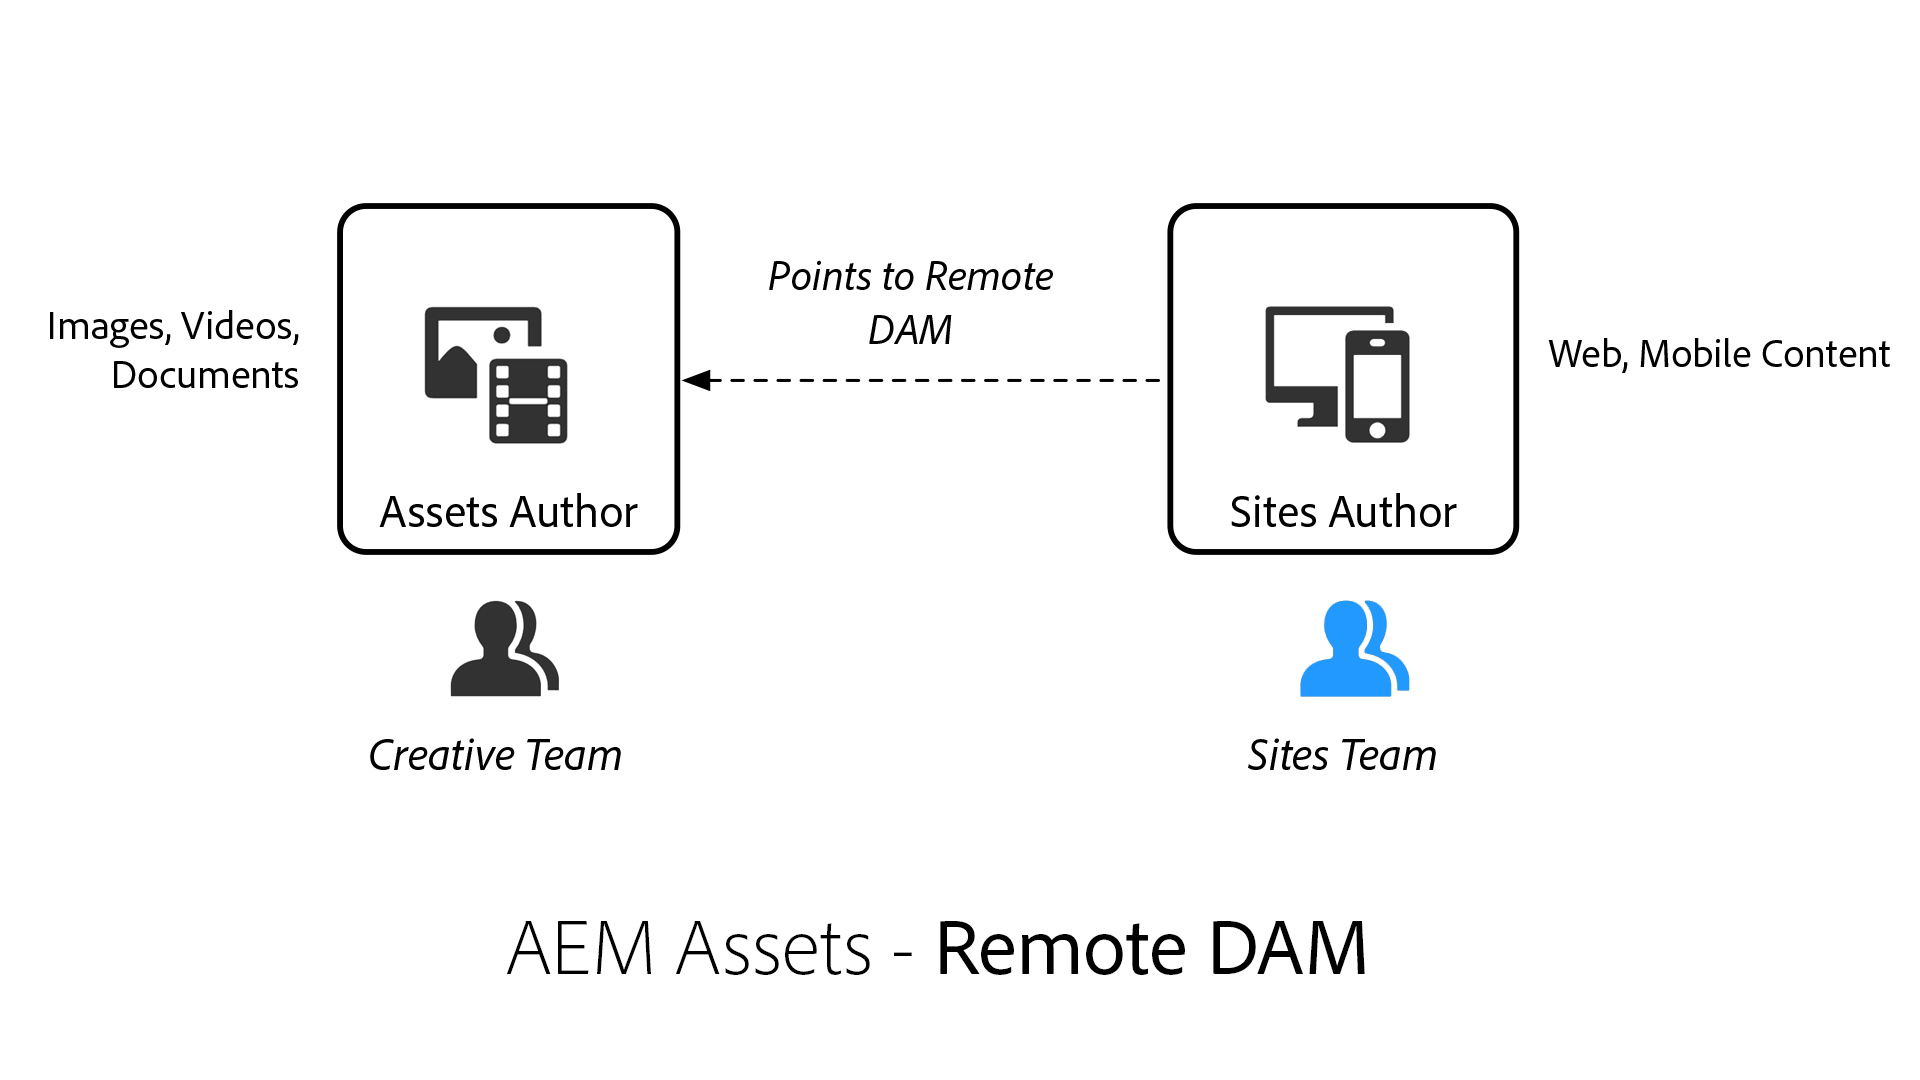 Images, Videos,
Documents
Points to Remote
DAM
Web, Mobile Content
Assets Author
Sites Author
Creative Team
Sites Team
AEM Assets - Remote DAM